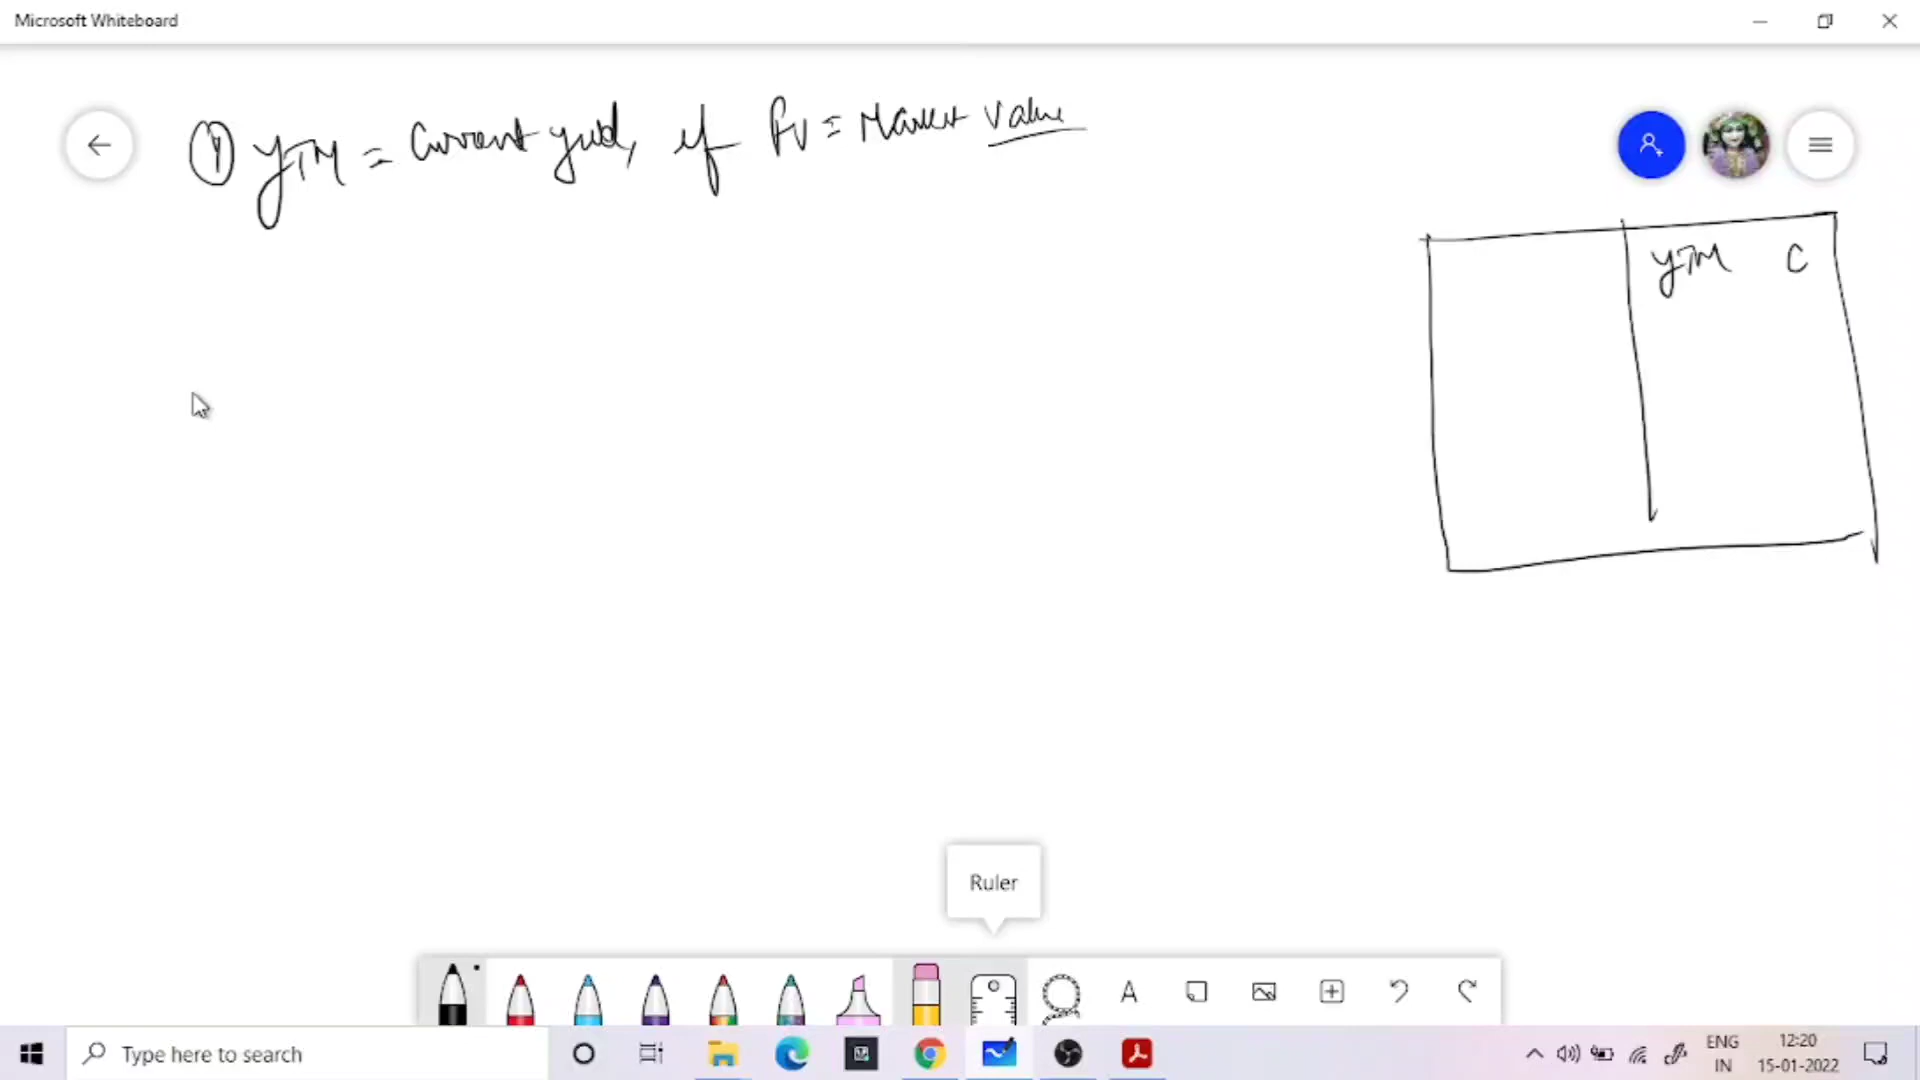 Microsoft Whiteboard
④ YTM = Current yield, if FV = Market Value
YTM C
Ruler
A
Type here to search
ENG
IN
12:20
15-01-2022